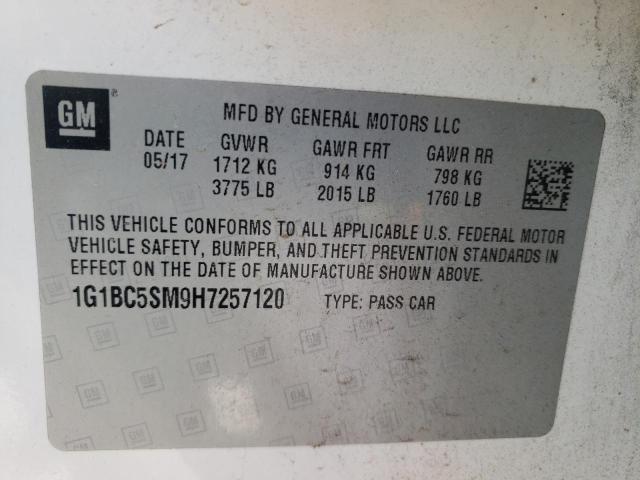 GM ®
MFD BY GENERAL MOTORS LLC
DATE GVWR GAWR FRT GAWR RR
05/17 1712 KG 914 KG 798 KG
3775 LB 2015 LB 1760 LB
THIS VEHICLE CONFORMS TO ALL APPLICABLE U.S. FEDERAL MOTOR
VEHICLE SAFETY, BUMPER, AND THEFT PREVENTION STANDARDS IN
EFFECT ON THE DATE OF MANUFACTURE SHOWN ABOVE.
1G1BC5SM9H7257120 TYPE: PASS CAR